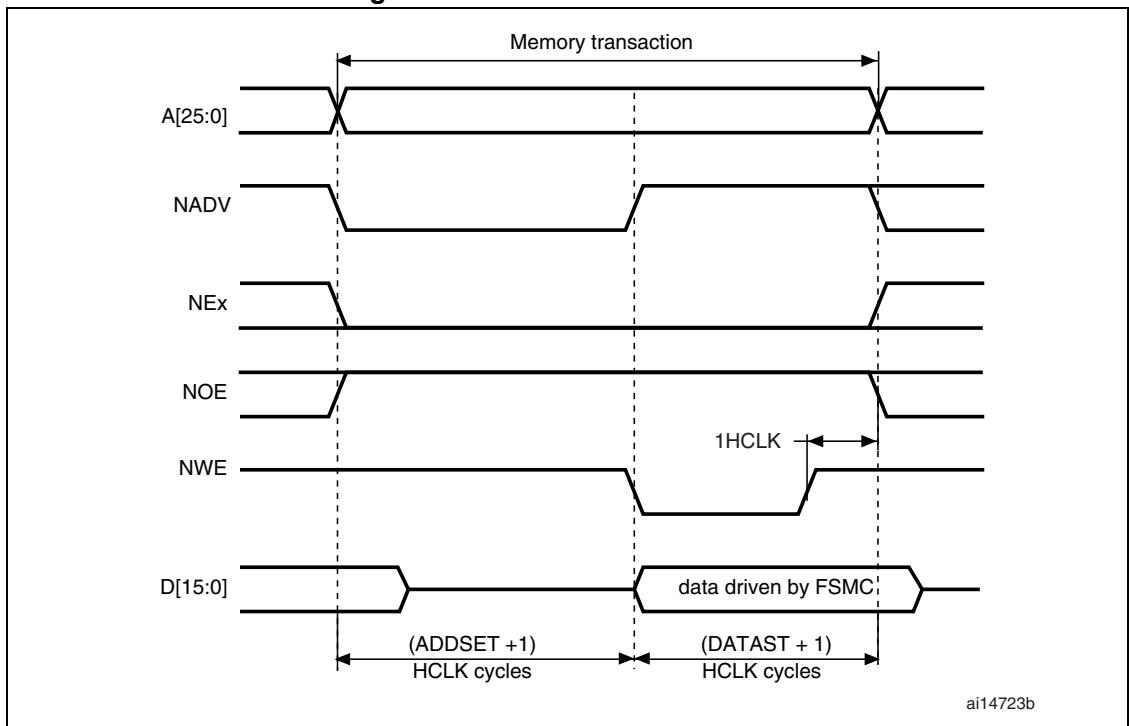 Memory transaction
A[25:0]
NADV
NEx
NOE
1HCLK
NWE
D[15:0]
data driven by FSMC
(ADDSET +1)
HCLK cycles
(DATAST + 1)
HCLK cycles
ai14723b